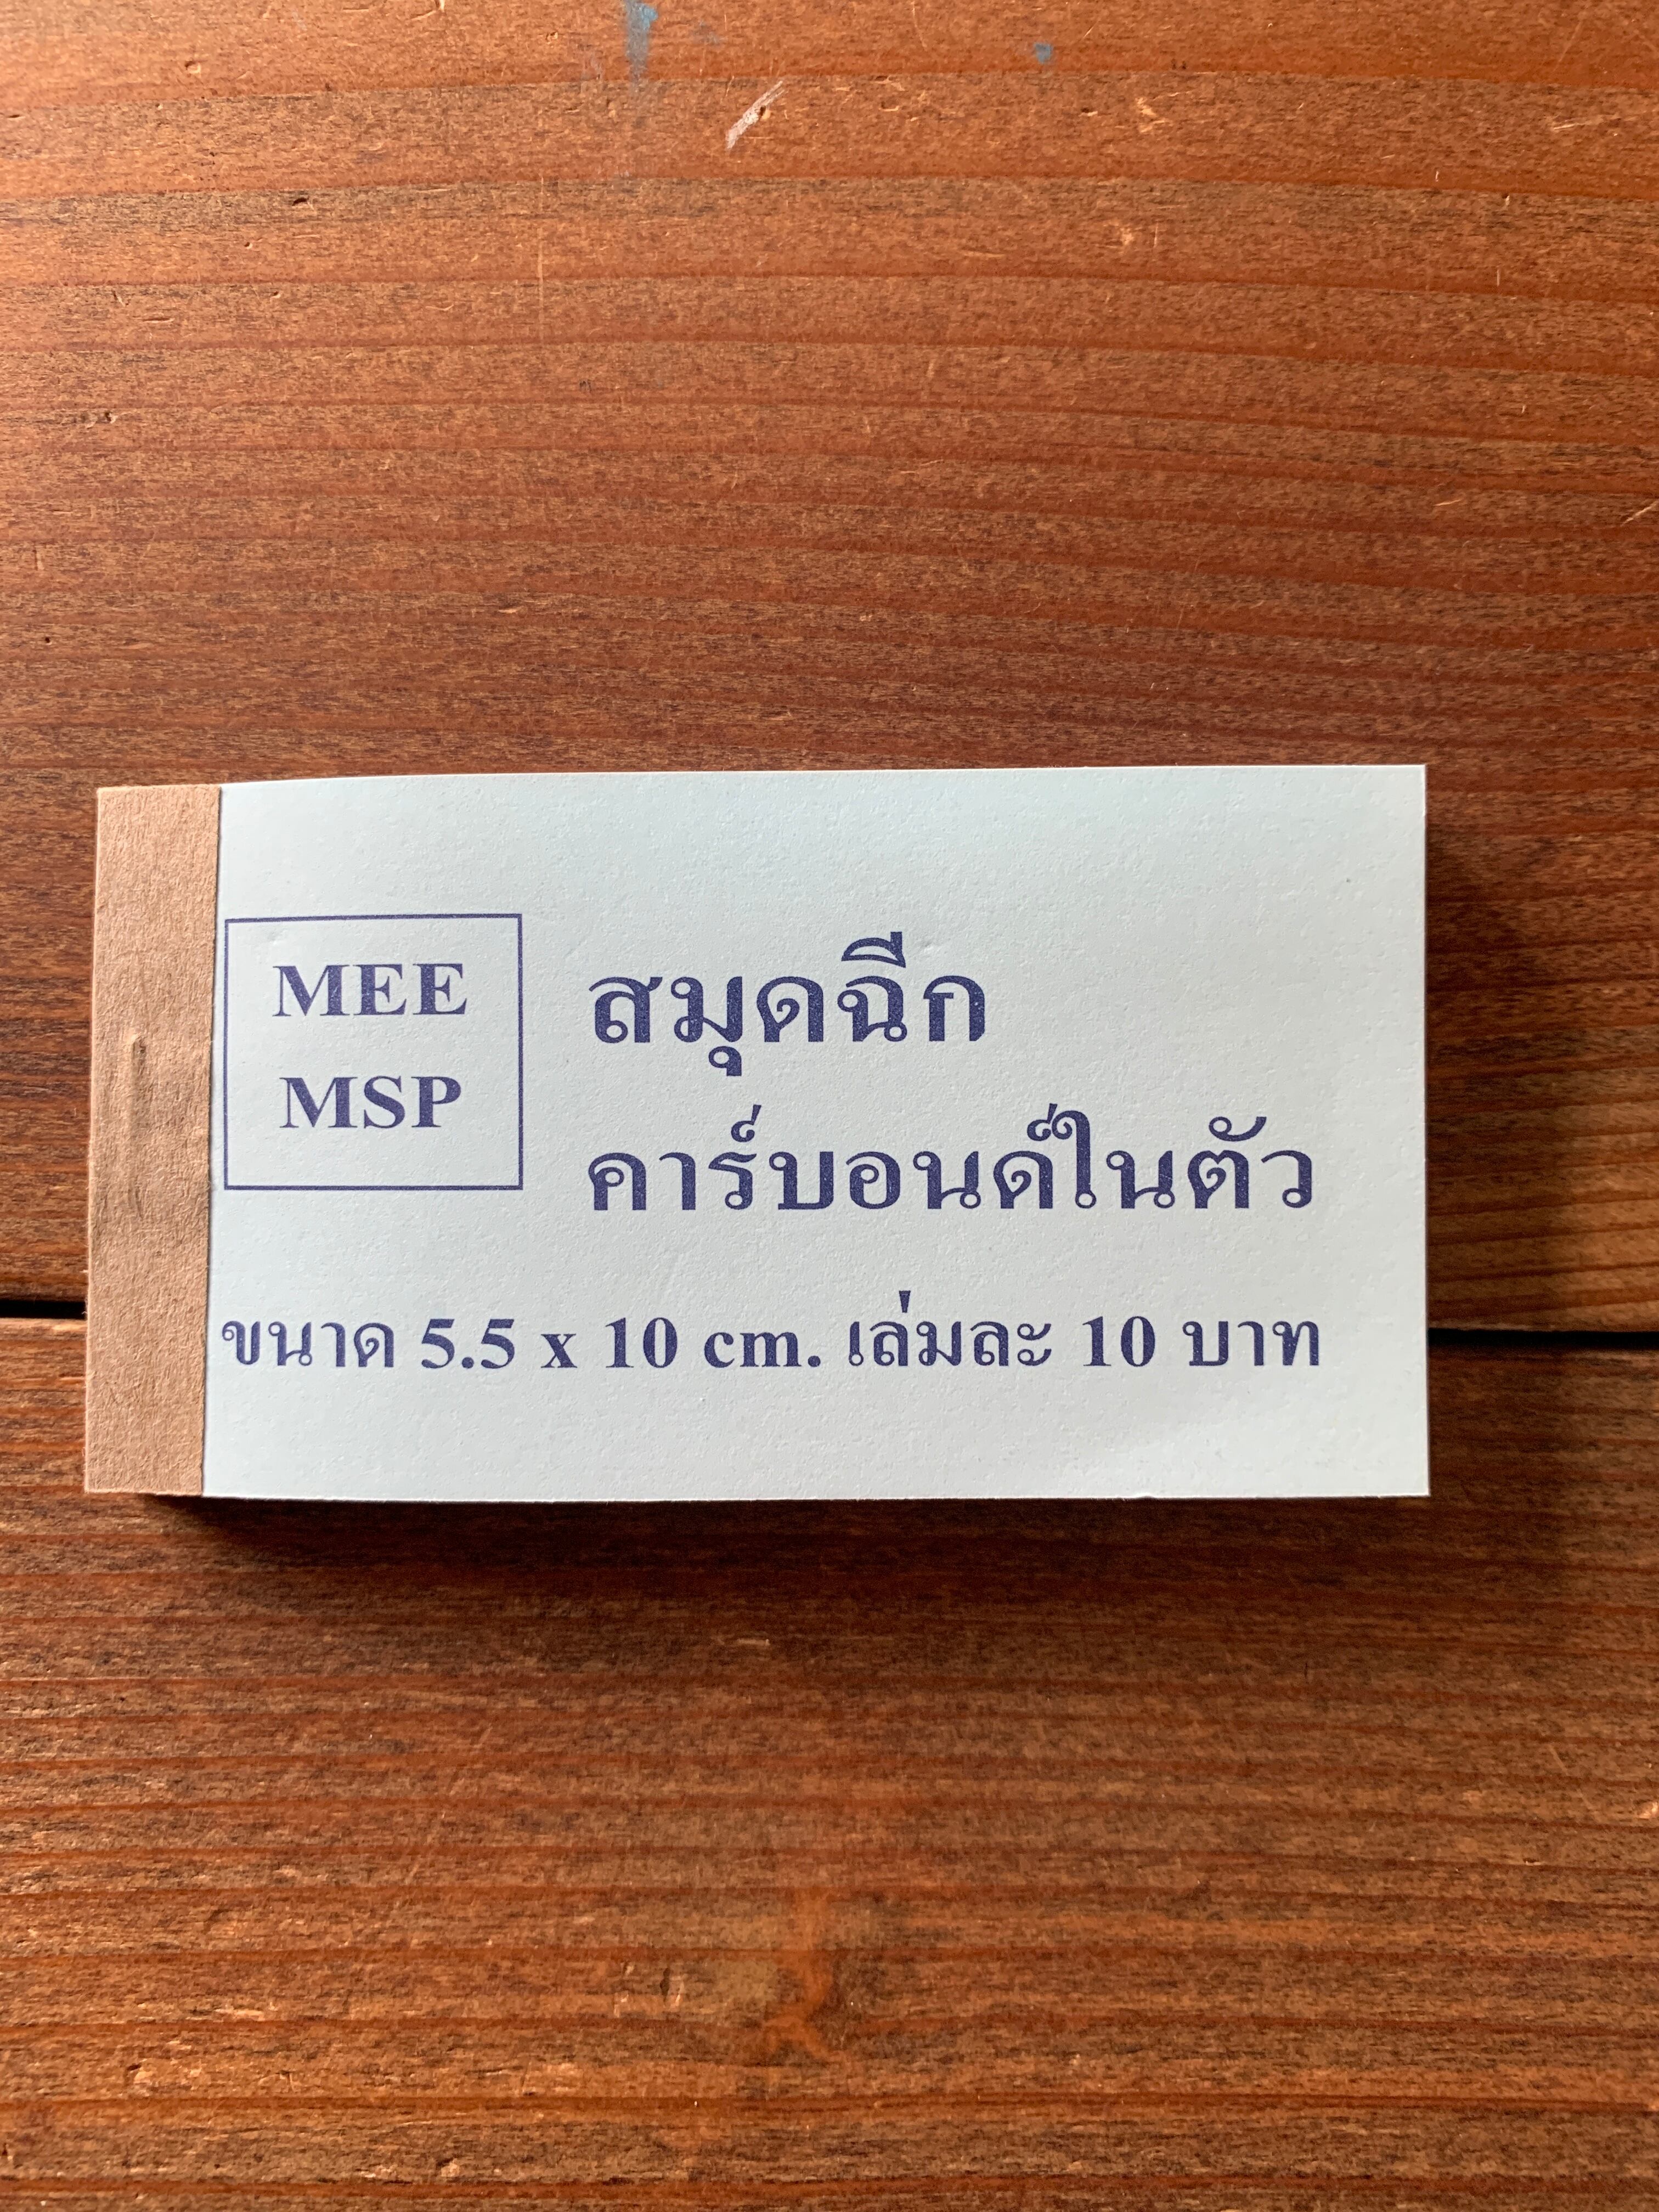 MEE
MSP
สมุดฉีก
คาร์บอนด์ในตัว
ขนาด 5.5 x 10 cm. เล่มละ 10 บาท